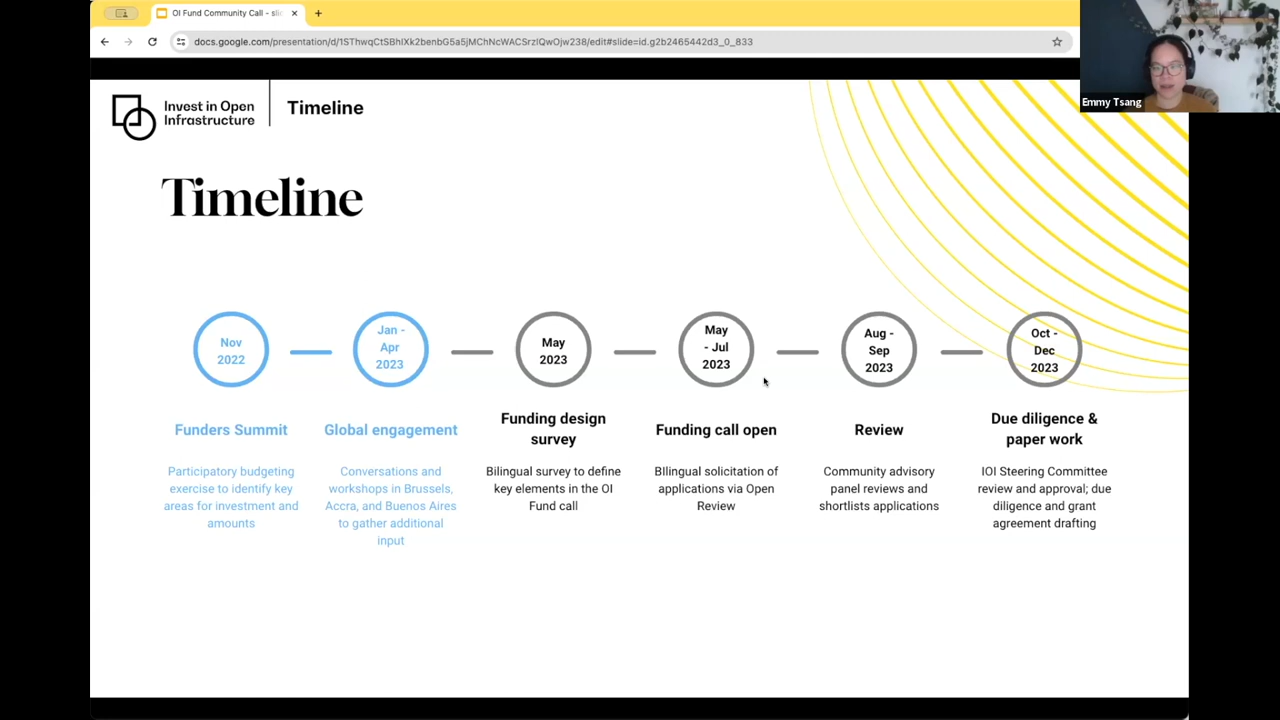 OI Fund Community Call - sli
docs.google.com/presentation/d/1SThwqCtSBhIXk2benbG5a5jMChNcWACSrzIQwOjw238/edit#slide=id.g2b2465442d3_0_833
Emmy Tsang
Invest in Open
Infrastructure
Timeline
Timeline
Nov
2022
Jan -
Apr
2023
May
2023
May
- Jul
2023
Aug -
Sep
2023
Oct -
Dec
2023
Funders Summit
Participatory budgeting
exercise to identify key
areas for investment and
amounts
Global engagement
Conversations and
workshops in Brussels,
Accra, and Buenos Aires
to gather additional
input
Funding design
survey
Bilingual survey to define
key elements in the OI
Fund call
Funding call open
BIlingual solicitation of
applications via Open
Review
Review
Community advisory
panel reviews and
shortlists applications
Due diligence &
paper work
IOI Steering Committee
review and approval; due
diligence and grant
agreement drafting